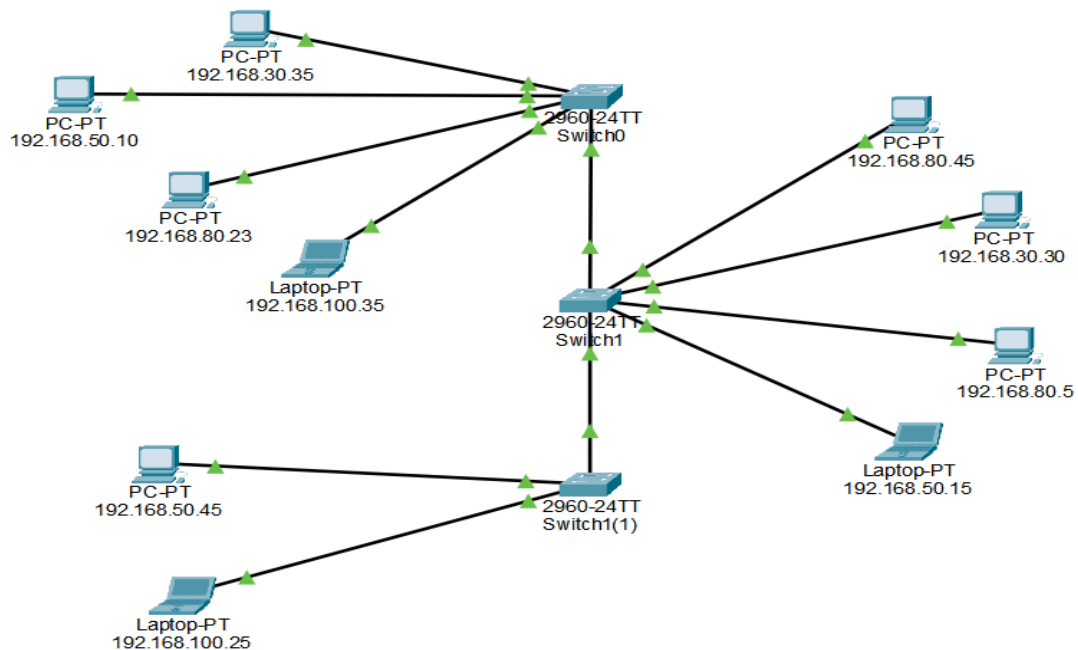 PC-PT
192.168.30.35
PC-PT
192.168.50.10
2960-24TT
Switch0
PC-PT
192.168.80.45
PC-PT
192.168.80.23
PC-PT
192.168.30.30
Laptop-PT
192.168.100.35
2960-24TT
Switch1
PC-PT
192.168.80.5
Laptop-PT
192.168.50.15
PC-PT
192.168.50.45
2960-24TT
Switch1(1)
Laptop-PT
192.168.100.25